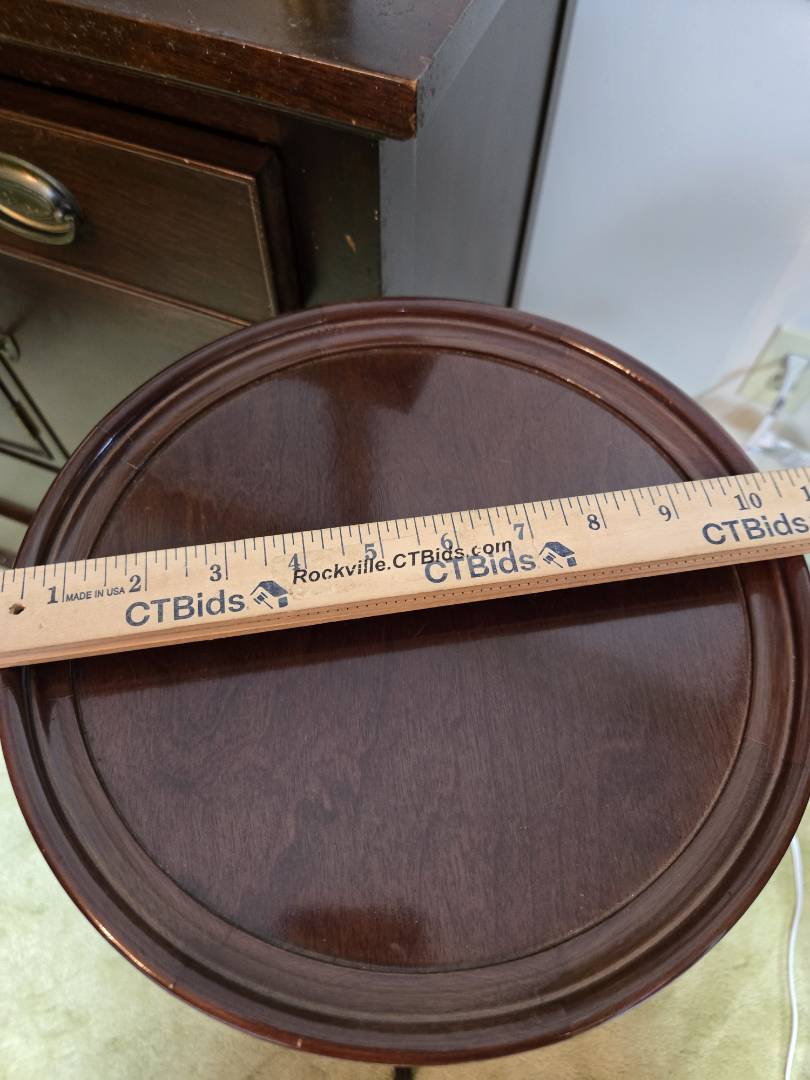 1 2 3 4 5 6 7 8 9 10 1
MADE IN USA
CTBids Rockville.CTBids.com CTBids CTBids